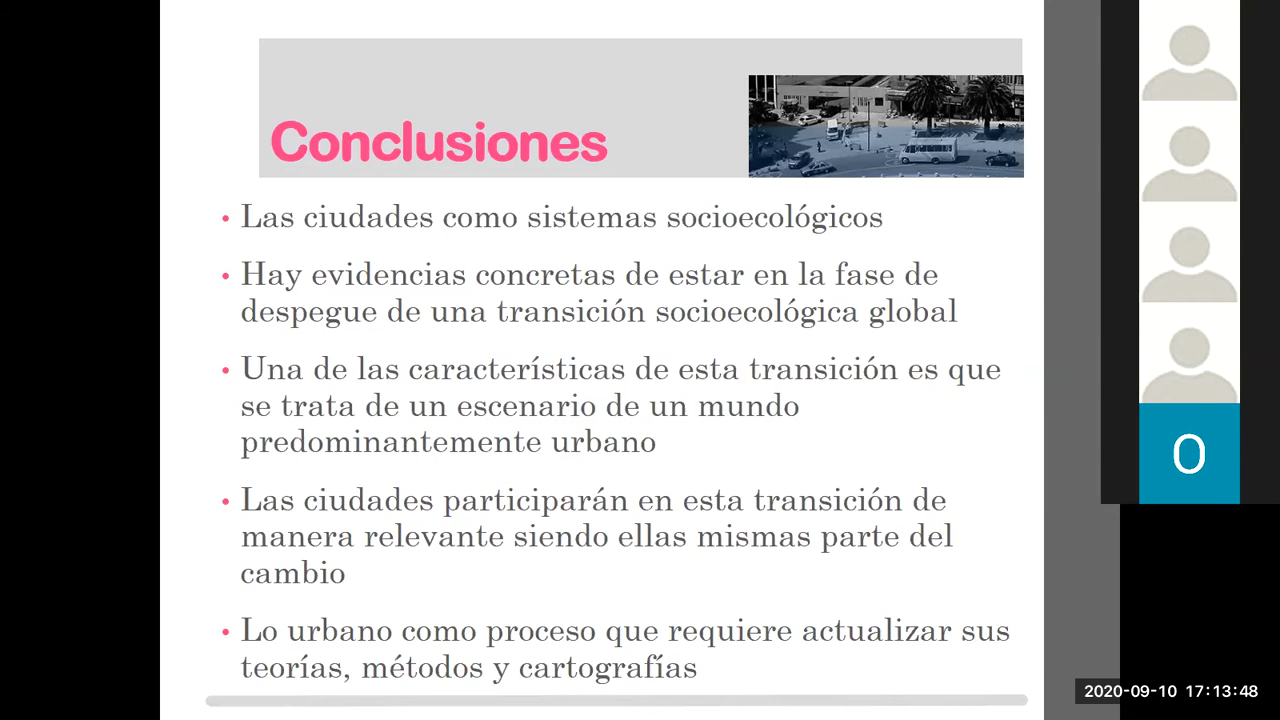 Conclusiones
• Las ciudades como sistemas socioecológicos
• Hay evidencias concretas de estar en la fase de
despegue de una transición socioecológica global
• Una de las características de esta transición es que
se trata de un escenario de un mundo
predominantemente urbano
• Las ciudades participarán en esta transición de
manera relevante siendo ellas mismas parte del
cambio
• Lo urbano como proceso que requiere actualizar sus
teorías, métodos y cartografías
O
2020-09-10 17:13:48